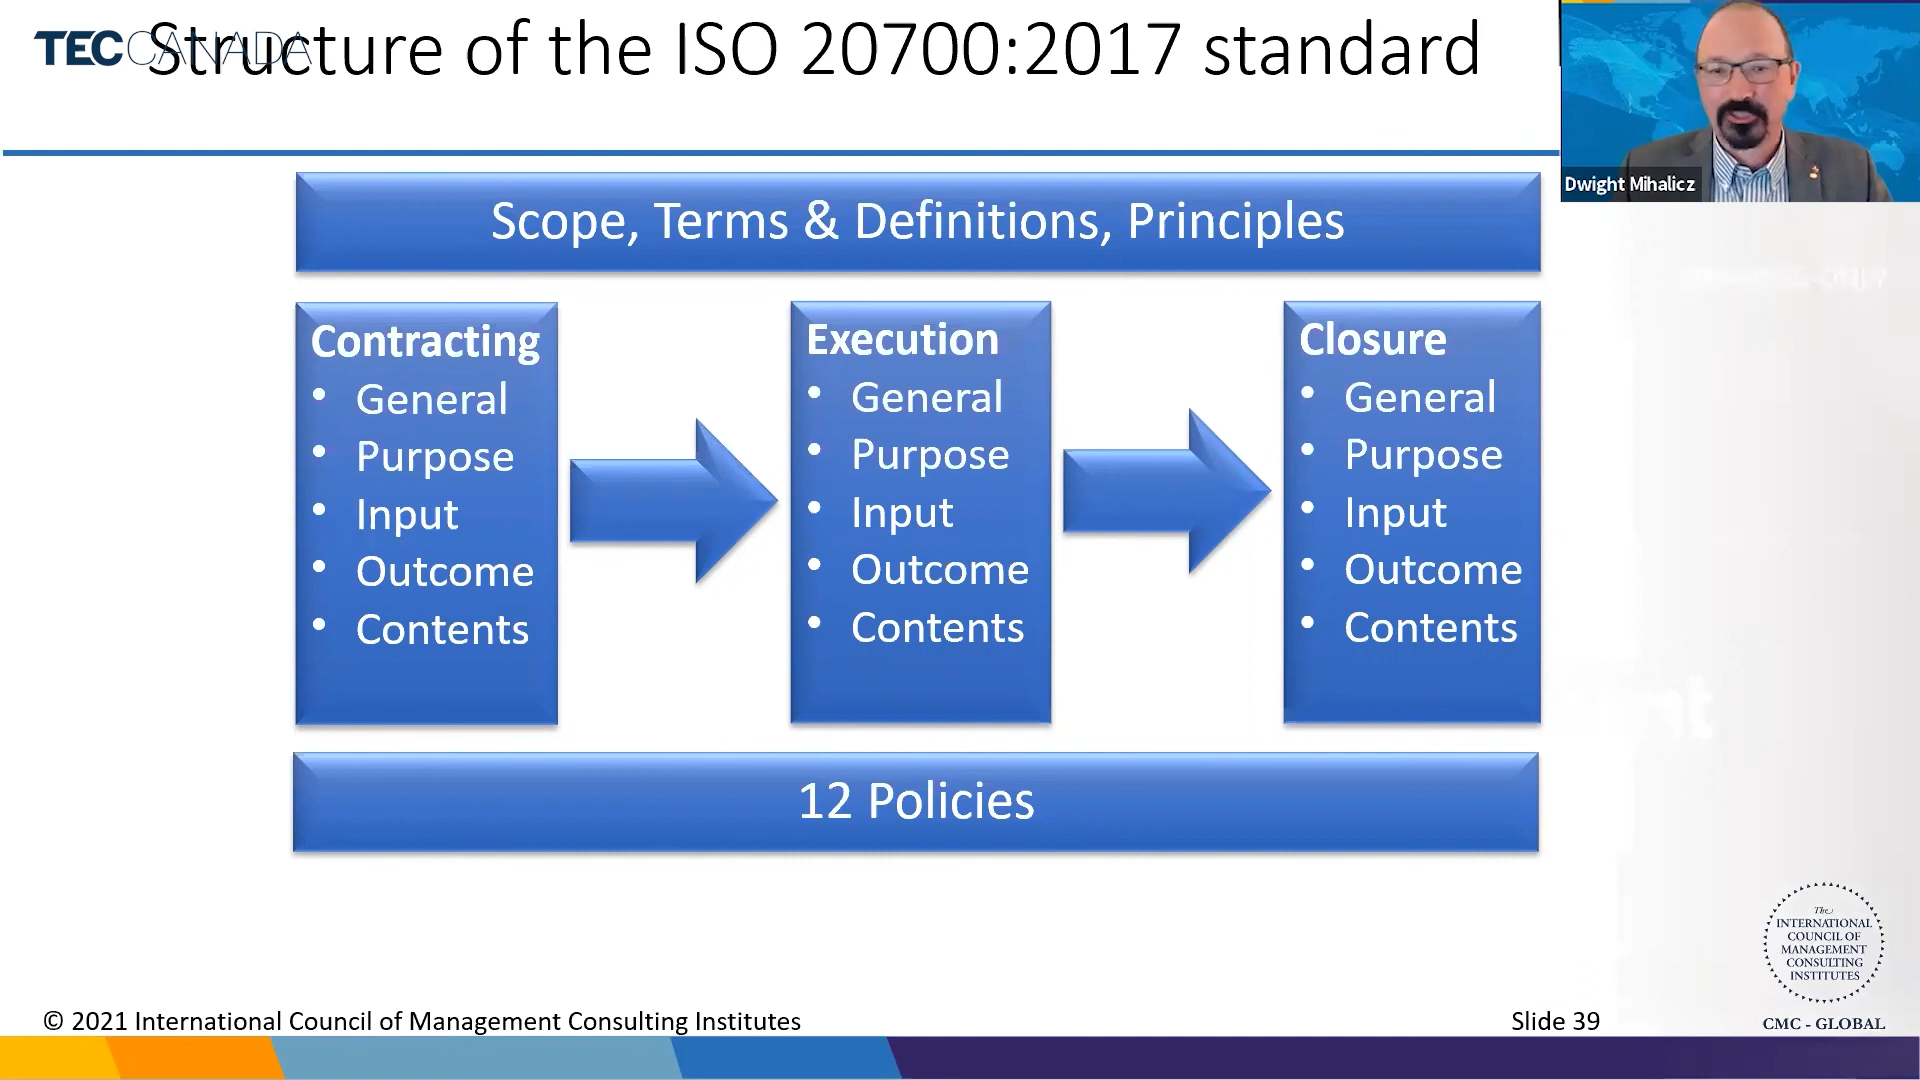 TEC CANADA
Structure of the ISO 20700:2017 standard
Dwight Mihalicz
Scope, Terms & Definitions, Principles
Contracting
• General
• Purpose
• Input
• Outcome
• Contents
Execution
• General
• Purpose
• Input
• Outcome
• Contents
Closure
• General
• Purpose
• Input
• Outcome
• Contents
12 Policies
The
INTERNATIONAL
COUNCIL OF
MANAGEMENT
CONSULTING
INSTITUTES
CMC - GLOBAL
© 2021 International Council of Management Consulting Institutes
Slide 39